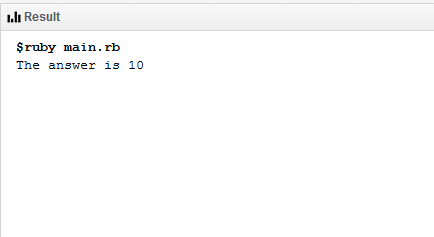 Result
$ruby main.rb
The answer is 10